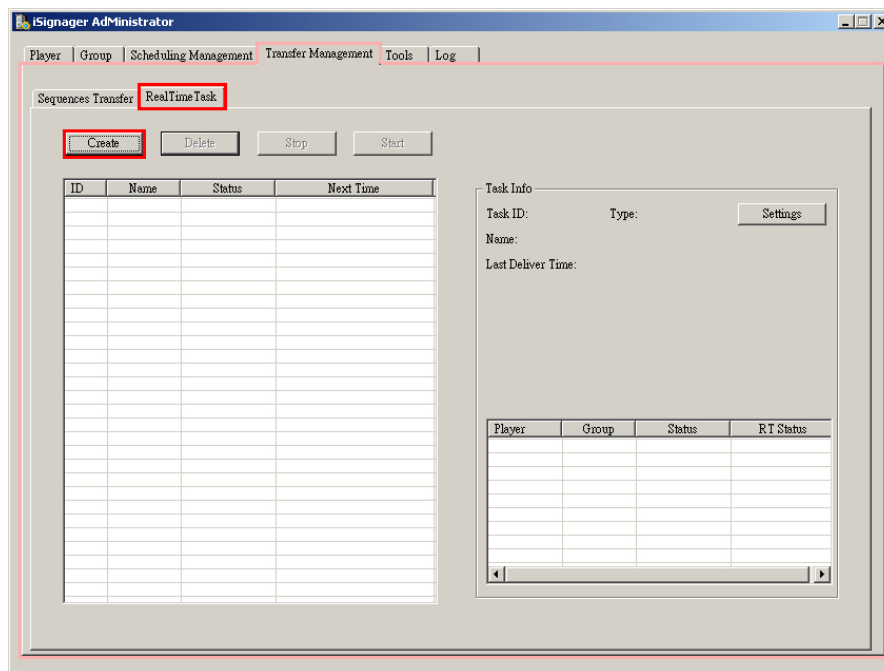 iSignager AdMinistrator
Player Group Scheduling Management Transfer Management Tools Log
Sequences Transfer RealTimeTask
Create Delete Stop Start
ID Name Status Next Time
Task Info
Task ID: Type: Settings
Name:
Last Deliver Time:
Player Group Status RT Status